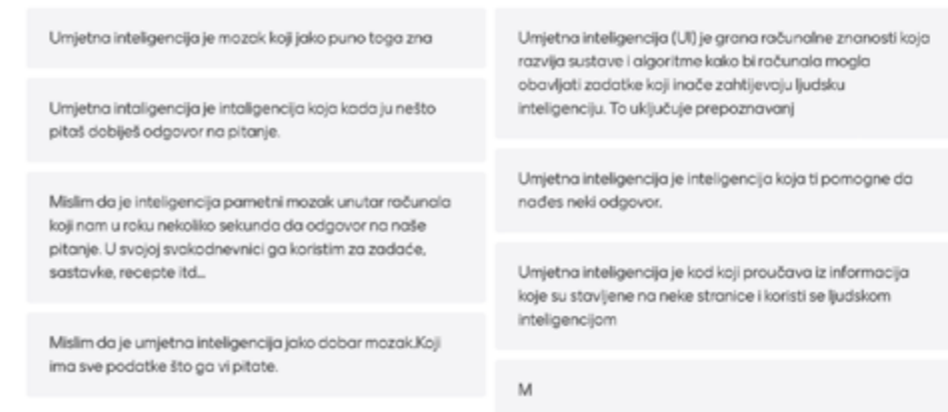 Umjetna inteligencija je mozak koji jako puno toga zna
Umjetna intaligencija je intaligencija koja kada ju nešto
pitaš dobiješ odgovor na pitanje.
Mislim da je inteligencija pametni mozak unutar računala
koji nam u roku nekoliko sekunda da odgovor na naše
pitanje. U svojoj svakodnevnici ga koristim za zadaće,
sastavke, recepte itd...
Mislim da je umjetna inteligencija jako dobar mozak.Koji
ima sve podatke što ga vi pitate.
Umjetna inteligencija (UI) je grana računalne znanosti koja
razvija sustave i algoritme kako bi računala mogla
obavljati zadatke koji inače zahtijevaju ljudsku
inteligenciju. To uključuje prepoznavanj
Umjetna inteligencija je inteligencija koja ti pomogne da
nađes neki odgovor.
Umjetna inteligencija je kod koji proučava iz informacija
koje su stavljene na neke stranice i koristi se ljudskom
inteligencijom
M